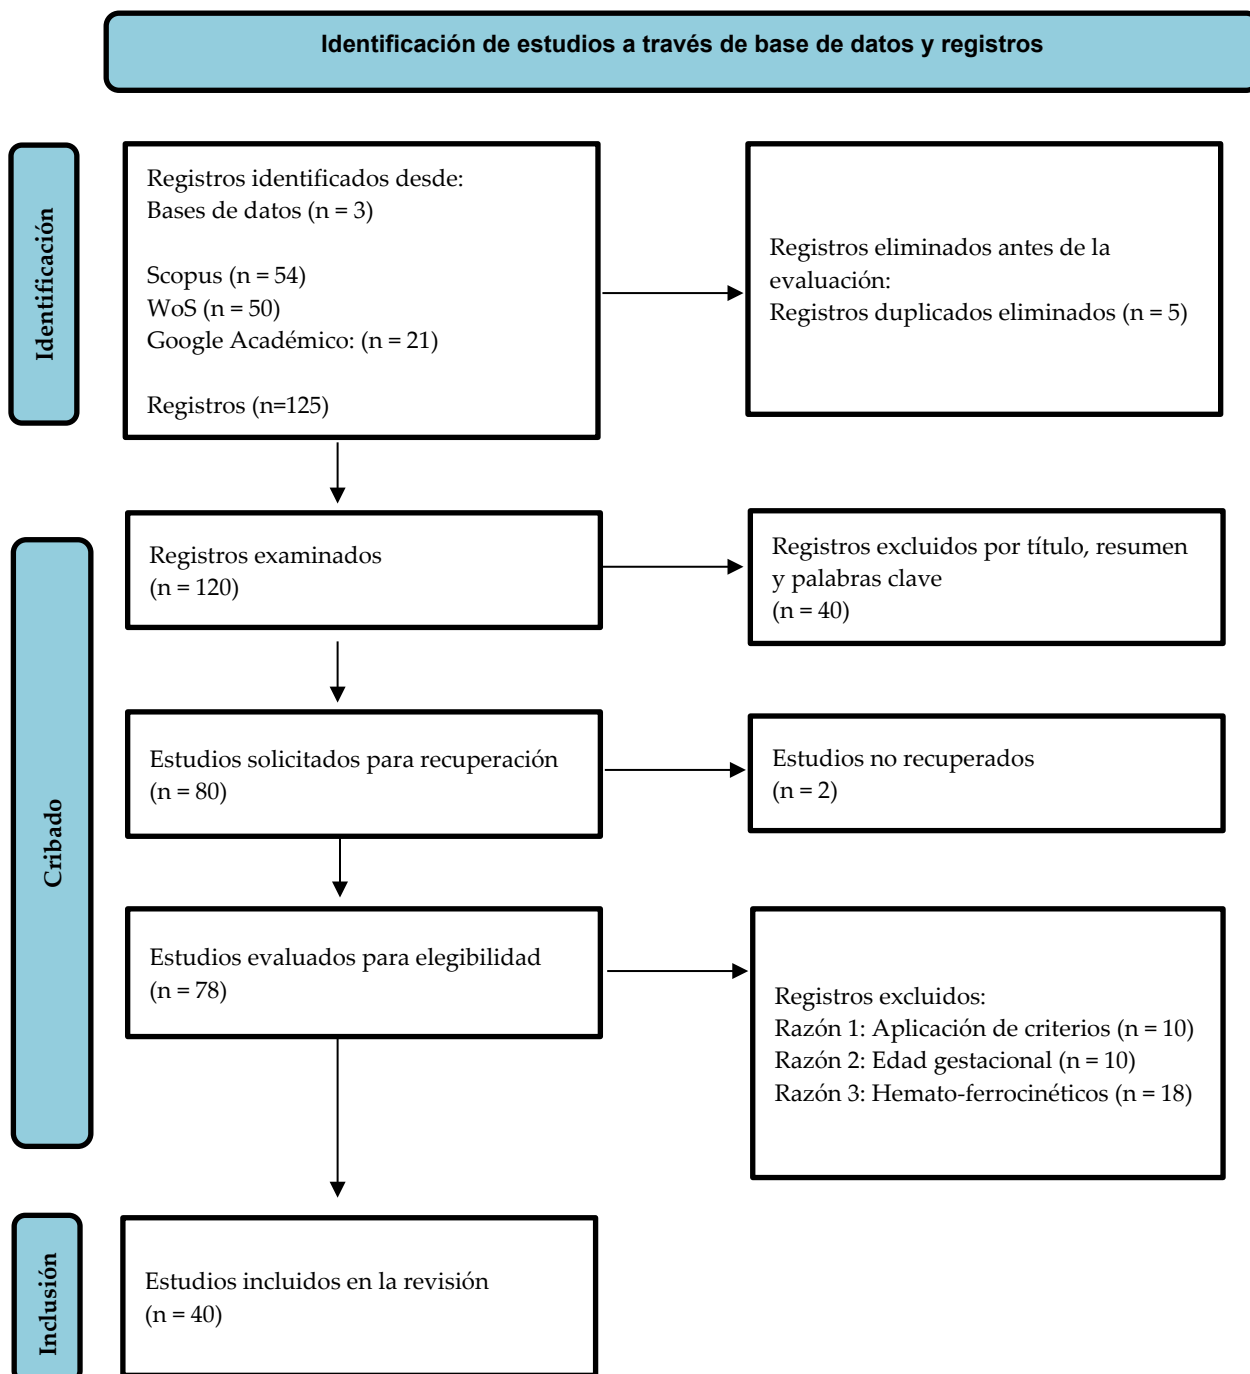 Identificación de estudios a través de base de datos y registros
Identificación
Registros identificados desde:
Bases de datos (n = 3)
Scopus (n = 54)
WoS (n = 50)
Google Académico: (n = 21)
Registros (n=125)
Registros eliminados antes de la
evaluación:
Registros duplicados eliminados (n = 5)
Cribado
Registros examinados
(n = 120)
Registros excluidos por título, resumen
y palabras clave
(n = 40)
Estudios solicitados para recuperación
(n = 80)
Estudios no recuperados
(n = 2)
Estudios evaluados para elegibilidad
(n = 78)
Registros excluidos:
Razón 1: Aplicación de criterios (n = 10)
Razón 2: Edad gestacional (n = 10)
Razón 3: Hemato-ferrocinéticos (n = 18)
Inclusión
Estudios incluidos en la revisión
(n = 40)